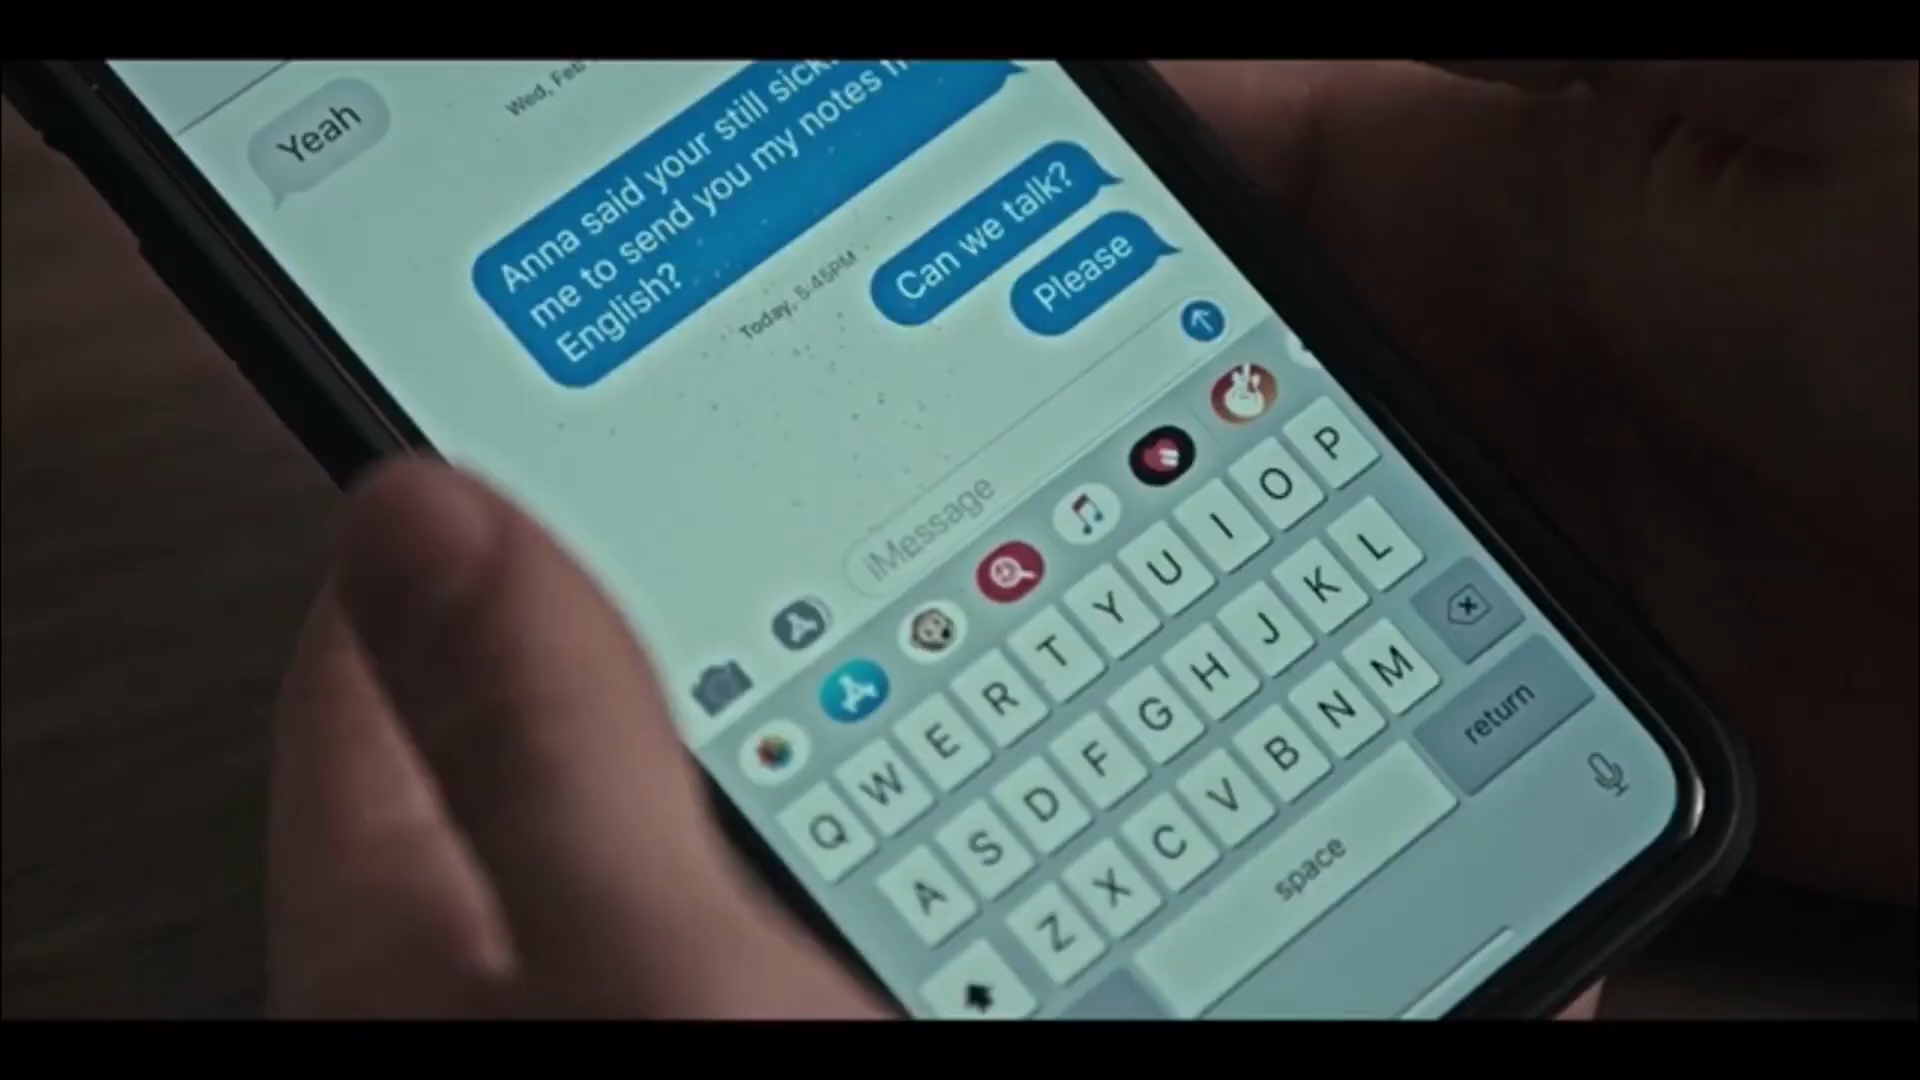 Yeah
Wed, Feb
Anna said your still sick.
me to send you my notes
English?
Today, 5:45PM
Can we talk?
Please
iMessage
Q W E R T Y U I O P
A S D F G H J K L
Z X C V B N M
space return